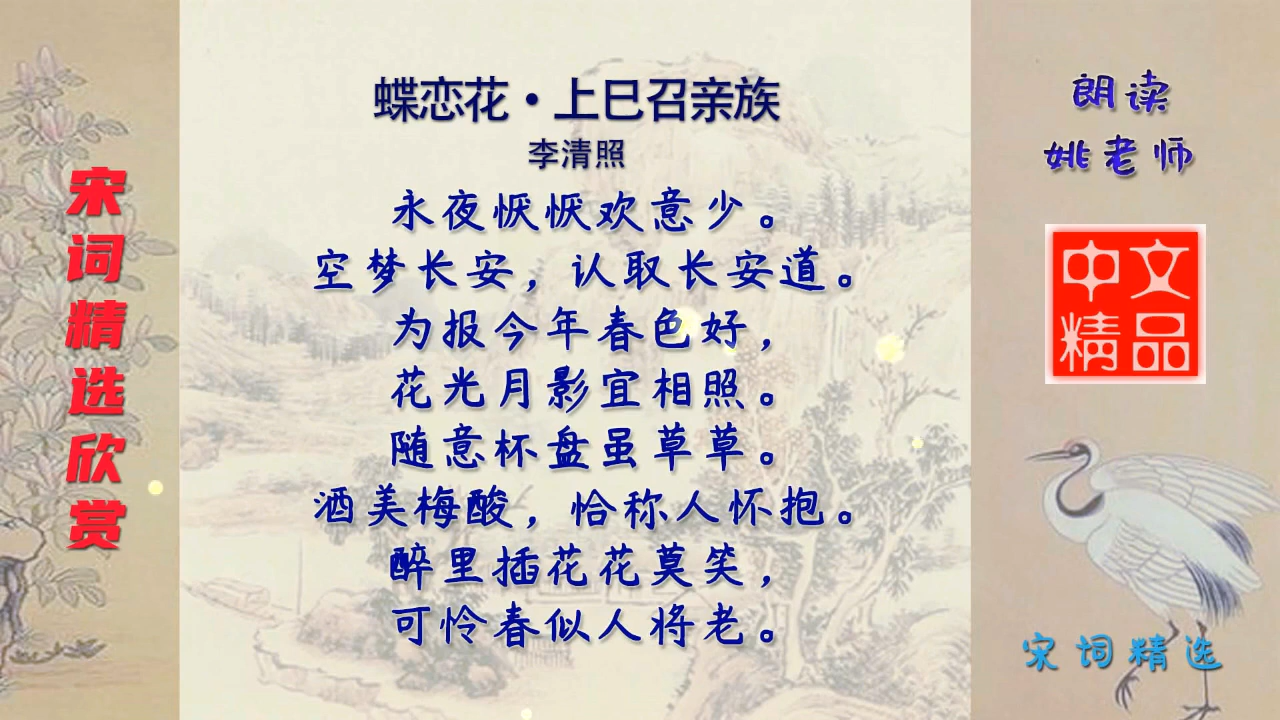 宋词精选欣赏
蝶恋花·上巳召亲族
李清照
永夜恹恹欢意少。
空梦长安，认取长安道。
为报今年春色好，
花光月影宜相照。
随意杯盘虽草草。
酒美梅酸，恰称人怀抱。
醉里插花花莫笑，
可怜春似人将老。
朗读
姚老师
中文
精品
宋词精选